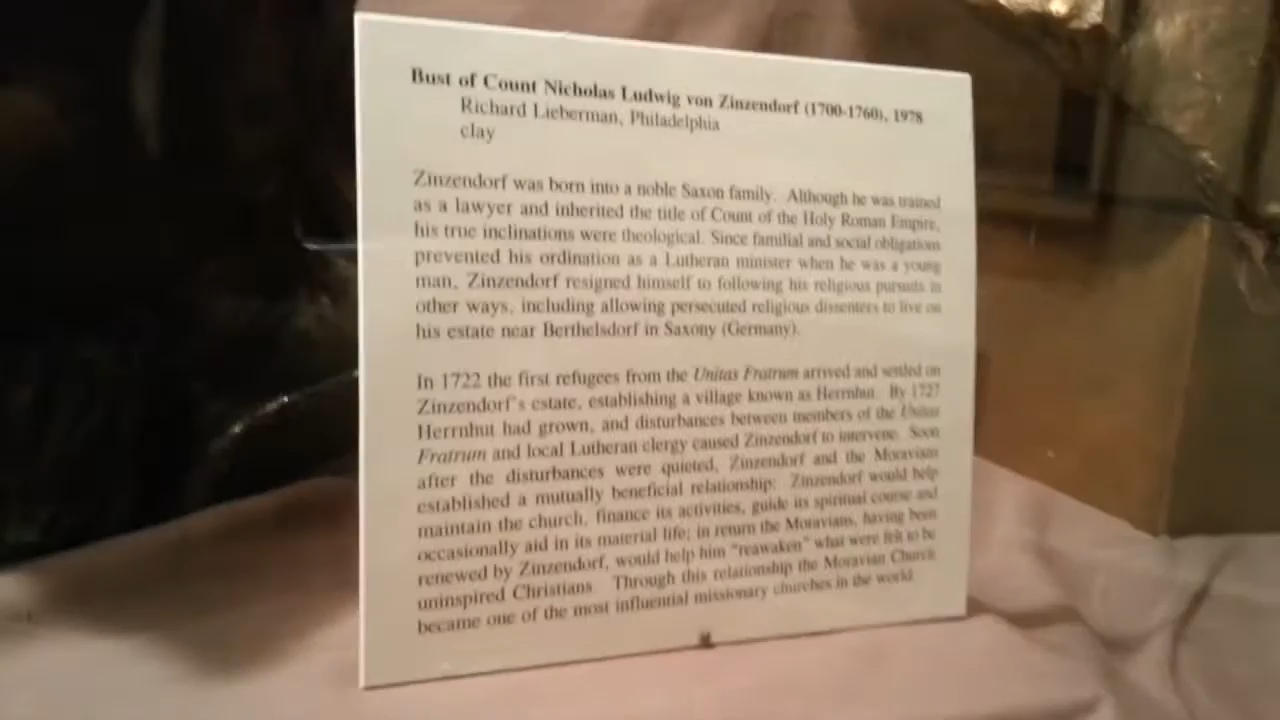 Bust of Count Nicholas Ludwig von Zinzendorf (1700-1760), 1978
Richard Lieberman, Philadelphia
clay
Zinzendorf was born into a noble Saxon family. Although he was trained
as a lawyer and inherited the title of Count of the Holy Roman Empire,
his true inclinations were theological. Since familial and social obligations
prevented his ordination as a Lutheran minister when he was a young
man, Zinzendorf resigned himself to following his religious pursuits in
other ways, including allowing persecuted religious dissenters to live on
his estate near Berthelsdorf in Saxony (Germany).
In 1722 the first refugees from the Unitas Fratrum arrived and settled on
Zinzendorf's estate, establishing a village known as Herrnhut. By 1727
Herrnhut had grown, and disturbances between members of the Unitas
Fratrum and local Lutheran clergy caused Zinzendorf to intervene. Soon
after the disturbances were quieted, Zinzendorf and the Moravians
established a mutually beneficial relationship: Zinzendorf would help
maintain the church, finance its activities, guide its spiritual course and
occasionally aid in its material life; in return the Moravians, having been
renewed by Zinzendorf, would help him "reawaken" what were felt to be
uninspired Christians. Through this relationship the Moravian Church
became one of the most influential missionary churches in the world.